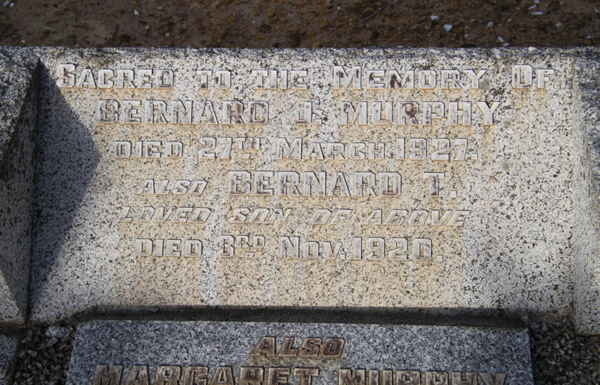 SACRED TO THE MEMORY OF
BERNARD J. MURPHY
DIED 27TH MARCH.1927.
ALSO BERNARD T.
LOVED SON OF ABOVE
DIED 3RD NOV. 1920.
ALSO
MARGARET MURPHY